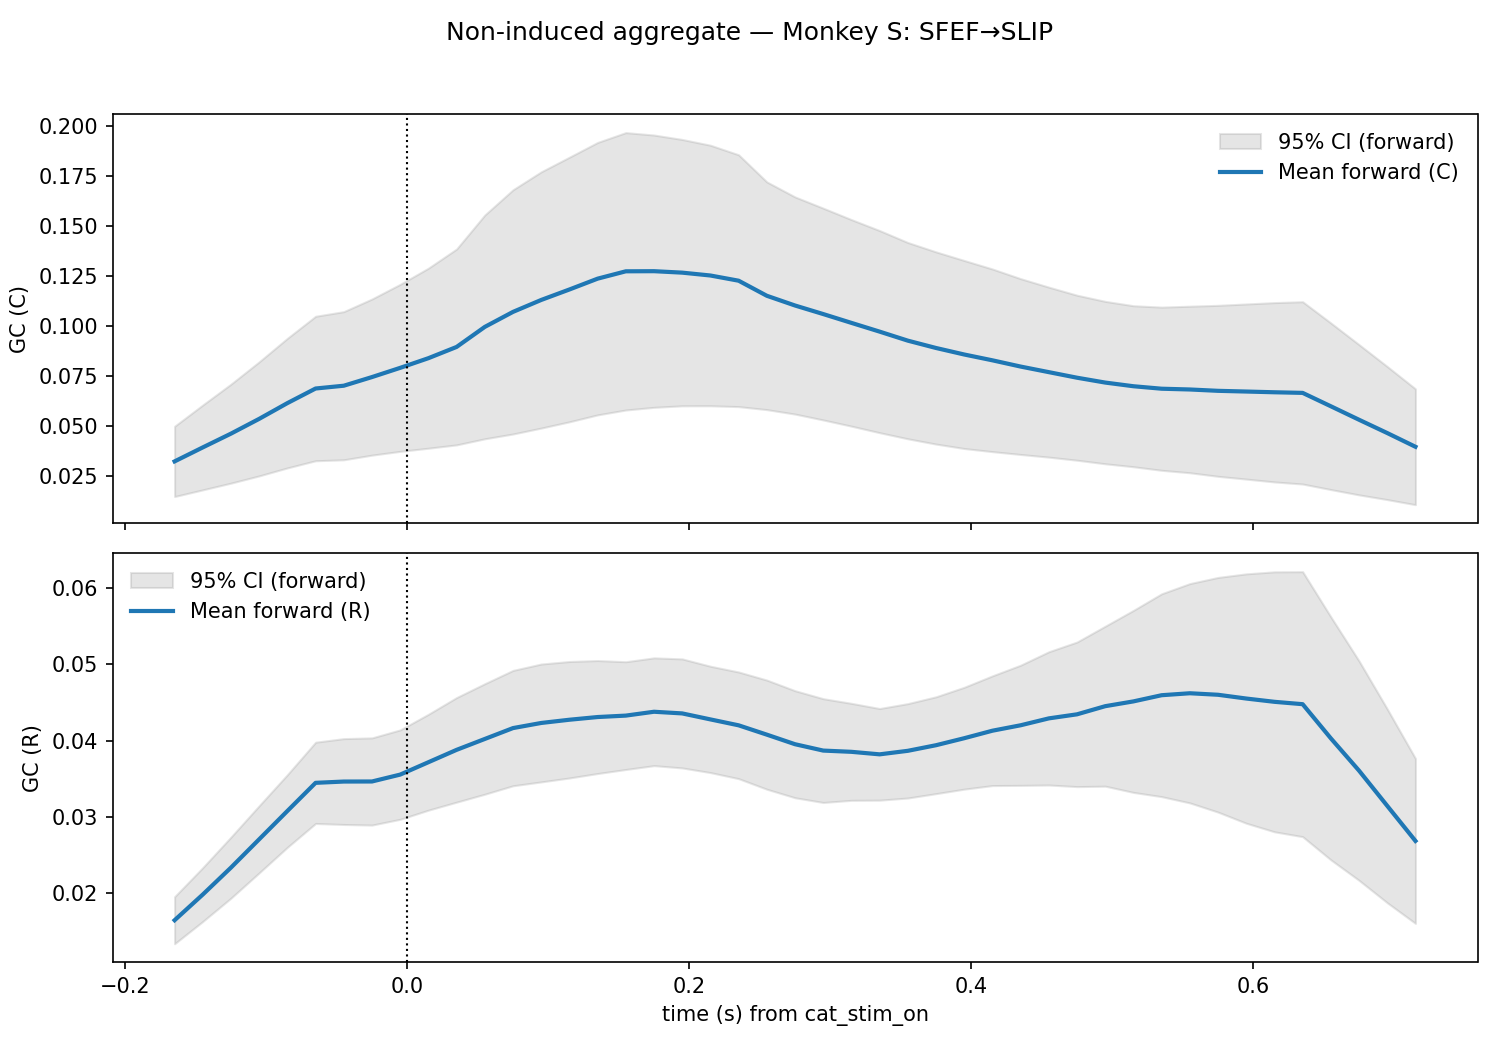 Non-induced aggregate — Monkey S: SFEF→SLIP
0.200
0.175
0.150
0.125
0.100
0.075
0.050
0.025
GC (C)
95% CI (forward)
Mean forward (C)
0.06
0.05
0.04
0.03
0.02
GC (R)
95% CI (forward)
Mean forward (R)
−0.2 0.0 0.2 0.4 0.6
time (s) from cat_stim_on